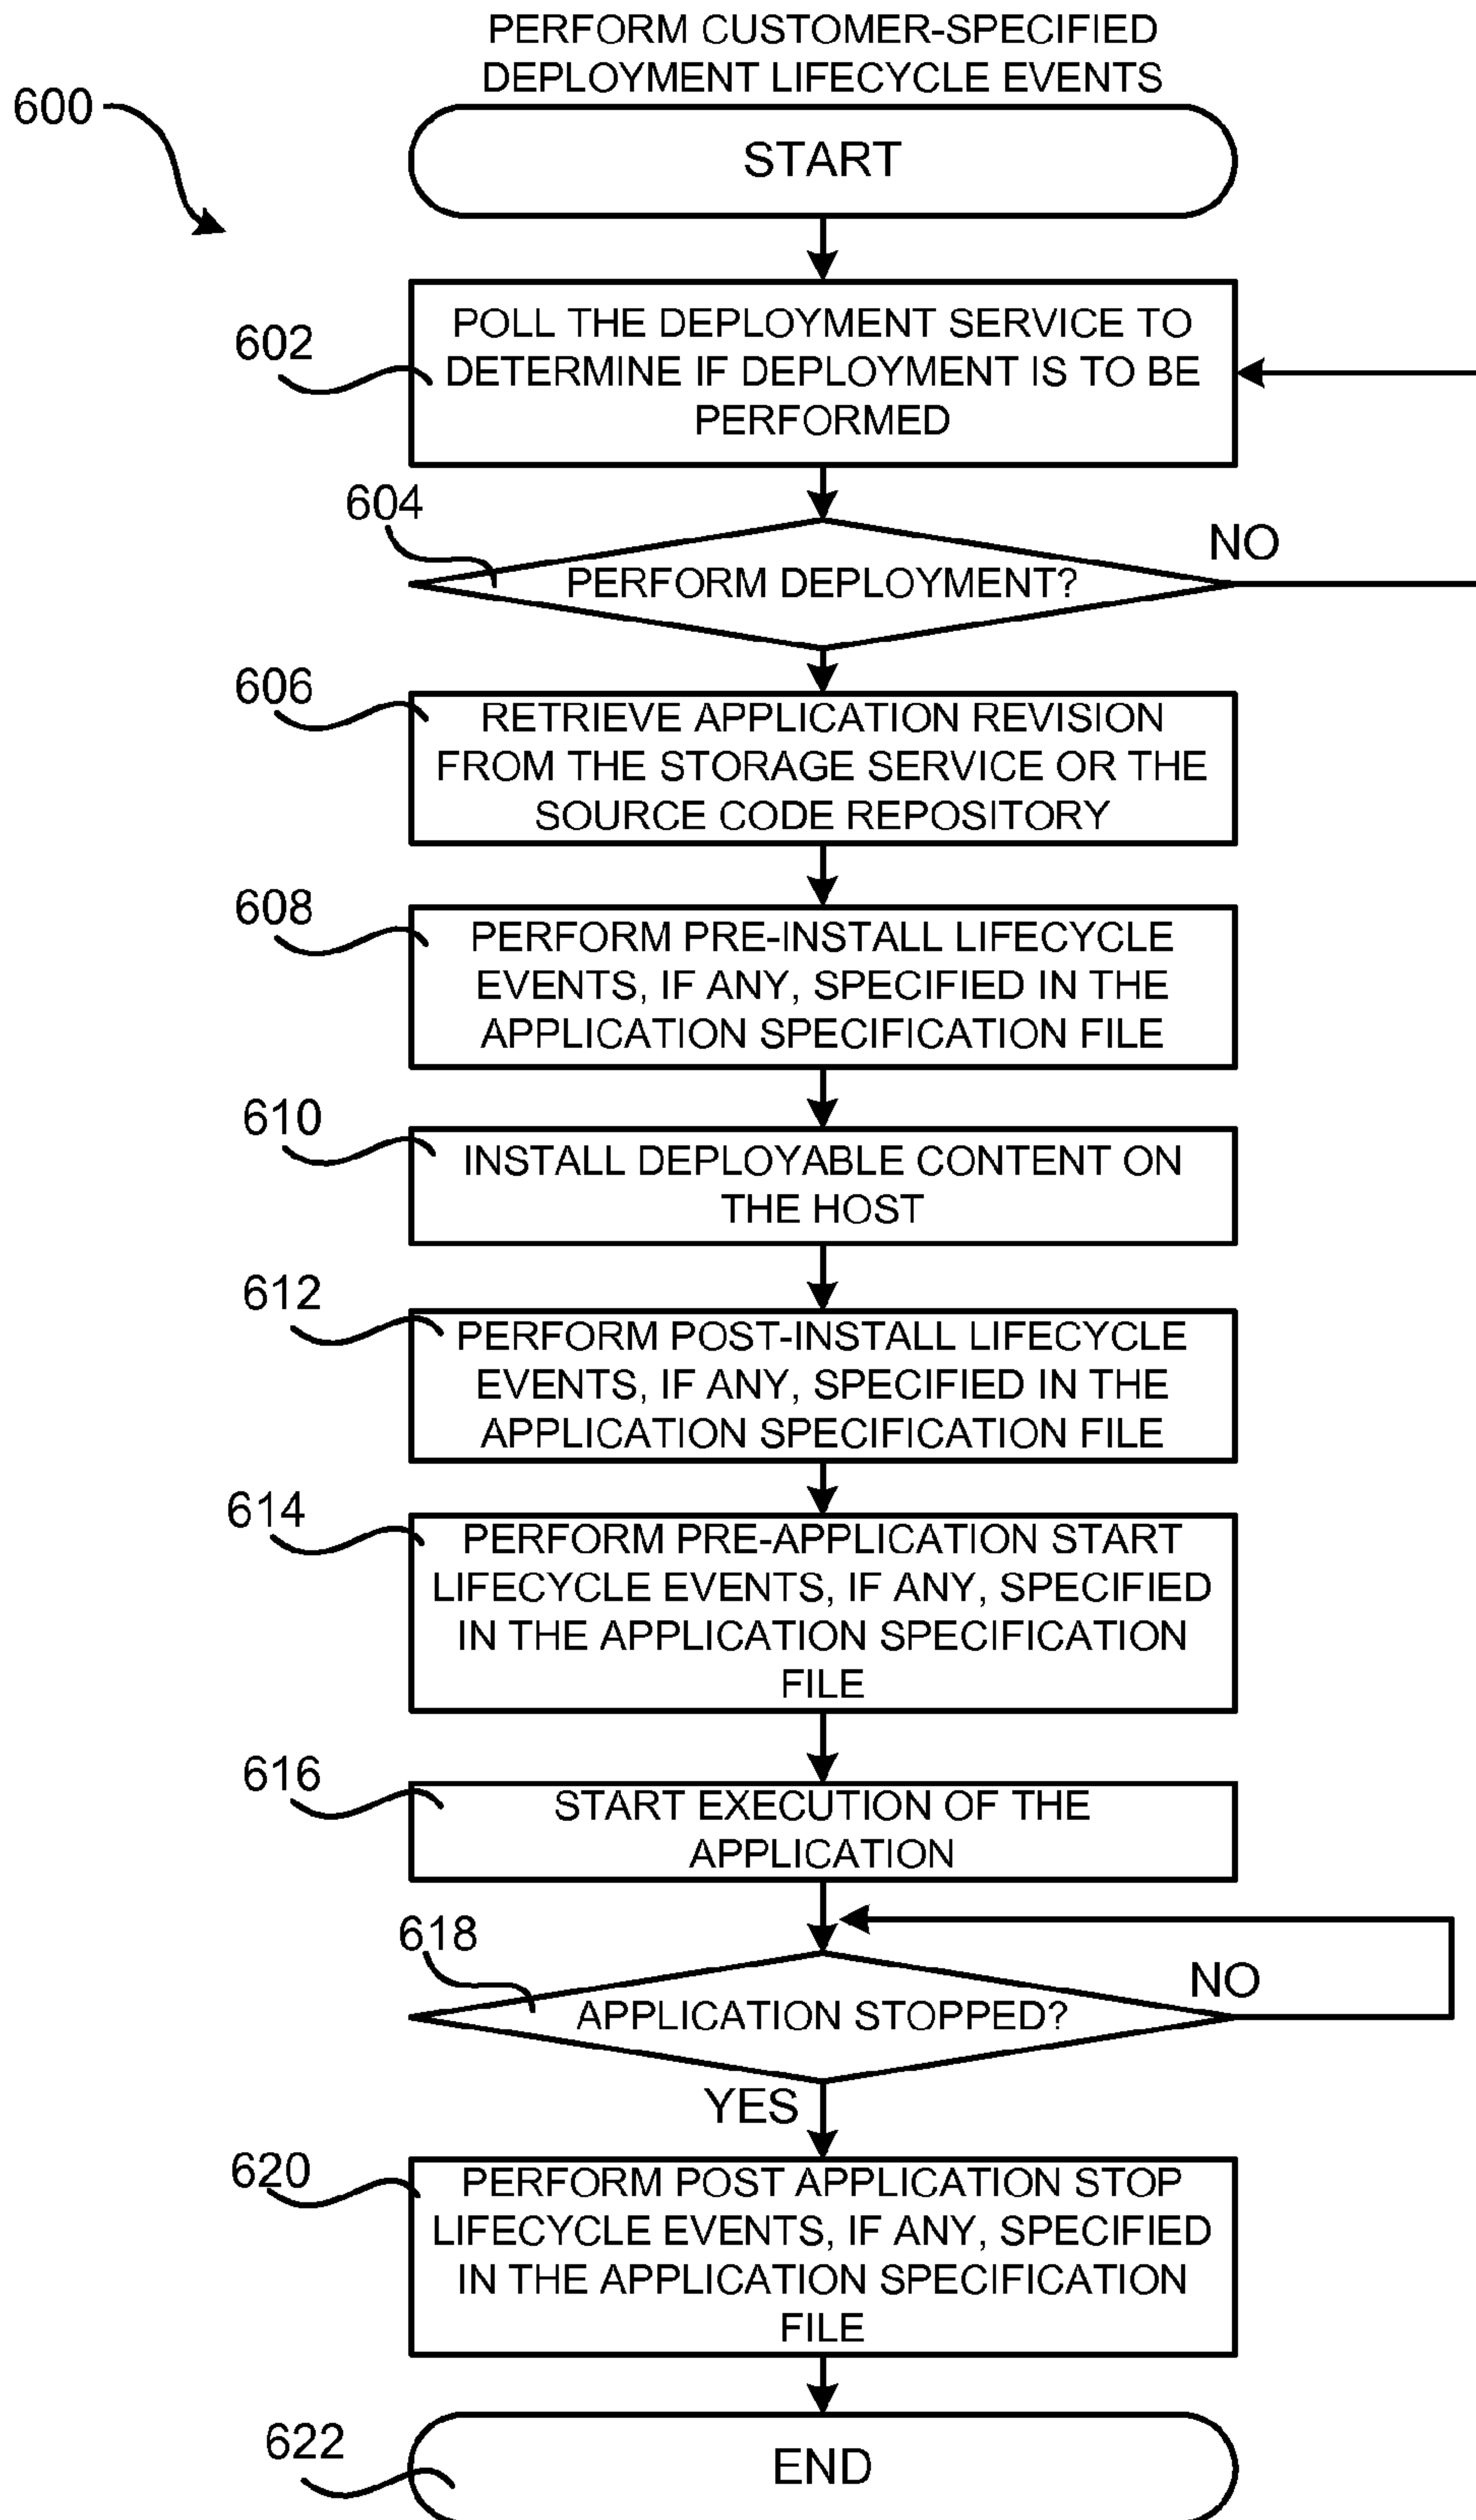 PERFORM CUSTOMER-SPECIFIED
DEPLOYMENT LIFECYCLE EVENTS
600
START
602
POLL THE DEPLOYMENT SERVICE TO
DETERMINE IF DEPLOYMENT IS TO BE
PERFORMED
604
NO
PERFORM DEPLOYMENT?
606
RETRIEVE APPLICATION REVISION
FROM THE STORAGE SERVICE OR THE
SOURCE CODE REPOSITORY
608
PERFORM PRE-INSTALL LIFECYCLE
EVENTS, IF ANY, SPECIFIED IN THE
APPLICATION SPECIFICATION FILE
610
INSTALL DEPLOYABLE CONTENT ON
THE HOST
612
PERFORM POST-INSTALL LIFECYCLE
EVENTS, IF ANY, SPECIFIED IN THE
APPLICATION SPECIFICATION FILE
614
PERFORM PRE-APPLICATION START
LIFECYCLE EVENTS, IF ANY, SPECIFIED
IN THE APPLICATION SPECIFICATION
FILE
616
START EXECUTION OF THE
APPLICATION
618
NO
APPLICATION STOPPED?
YES
620
PERFORM POST APPLICATION STOP
LIFECYCLE EVENTS, IF ANY, SPECIFIED
IN THE APPLICATION SPECIFICATION
FILE
622
END